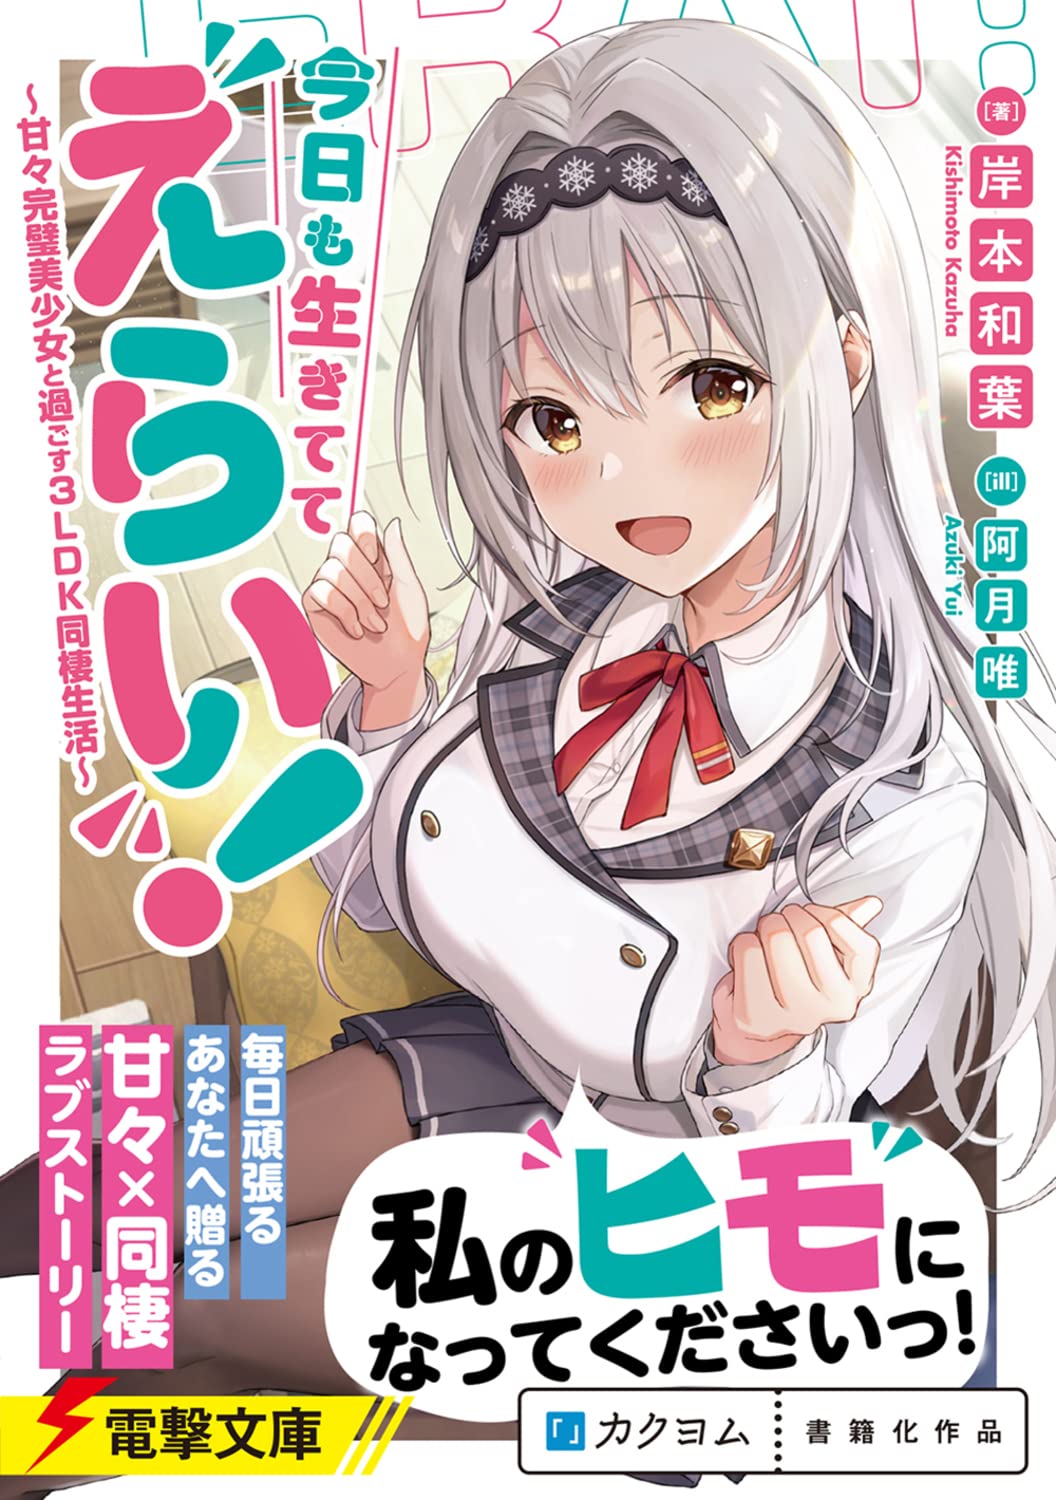 ERAI!
今日も生きてて
えらい!
～甘々完璧美少女と過ごす3LDK同棲生活～
[著]
岸本和葉
Kishimoto Kazuha
[ill]
阿月唯
Azuki Yui
毎日頑張る
あなたへ贈る
甘々×同棲
ラブストーリー
私のヒモに
なってくださいっ!
電撃文庫
「」カクヨム
書籍化作品